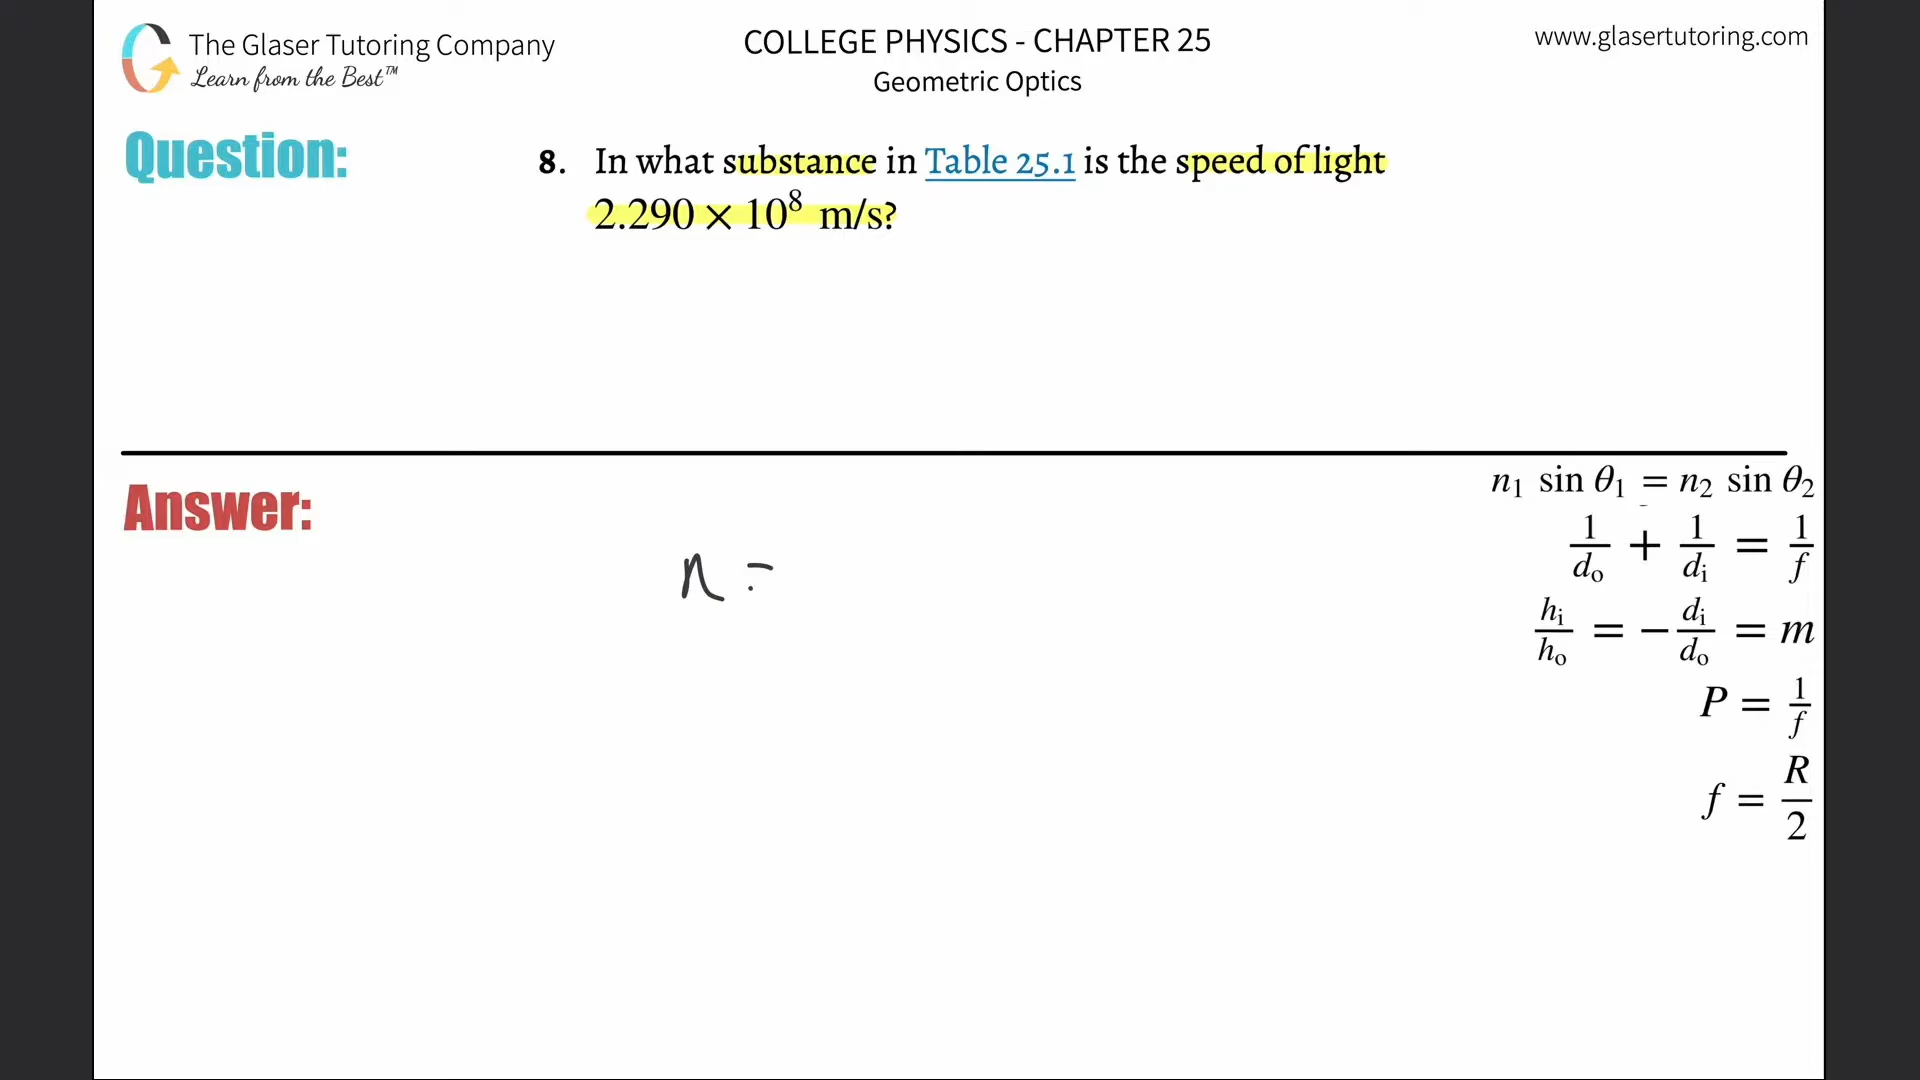 The Glaser Tutoring Company
Learn from the Best™
COLLEGE PHYSICS - CHAPTER 25
Geometric Optics
www.glasertutoring.com
Question:
8. In what substance in Table 25.1 is the speed of light
2.290 × 10⁸ m/s?
Answer:
n =
n₁ sin θ₁ = n₂ sin θ₂
1/dₒ + 1/dᵢ = 1/f
hᵢ/hₒ = −dᵢ/dₒ = m
P = 1/f
f = R/2